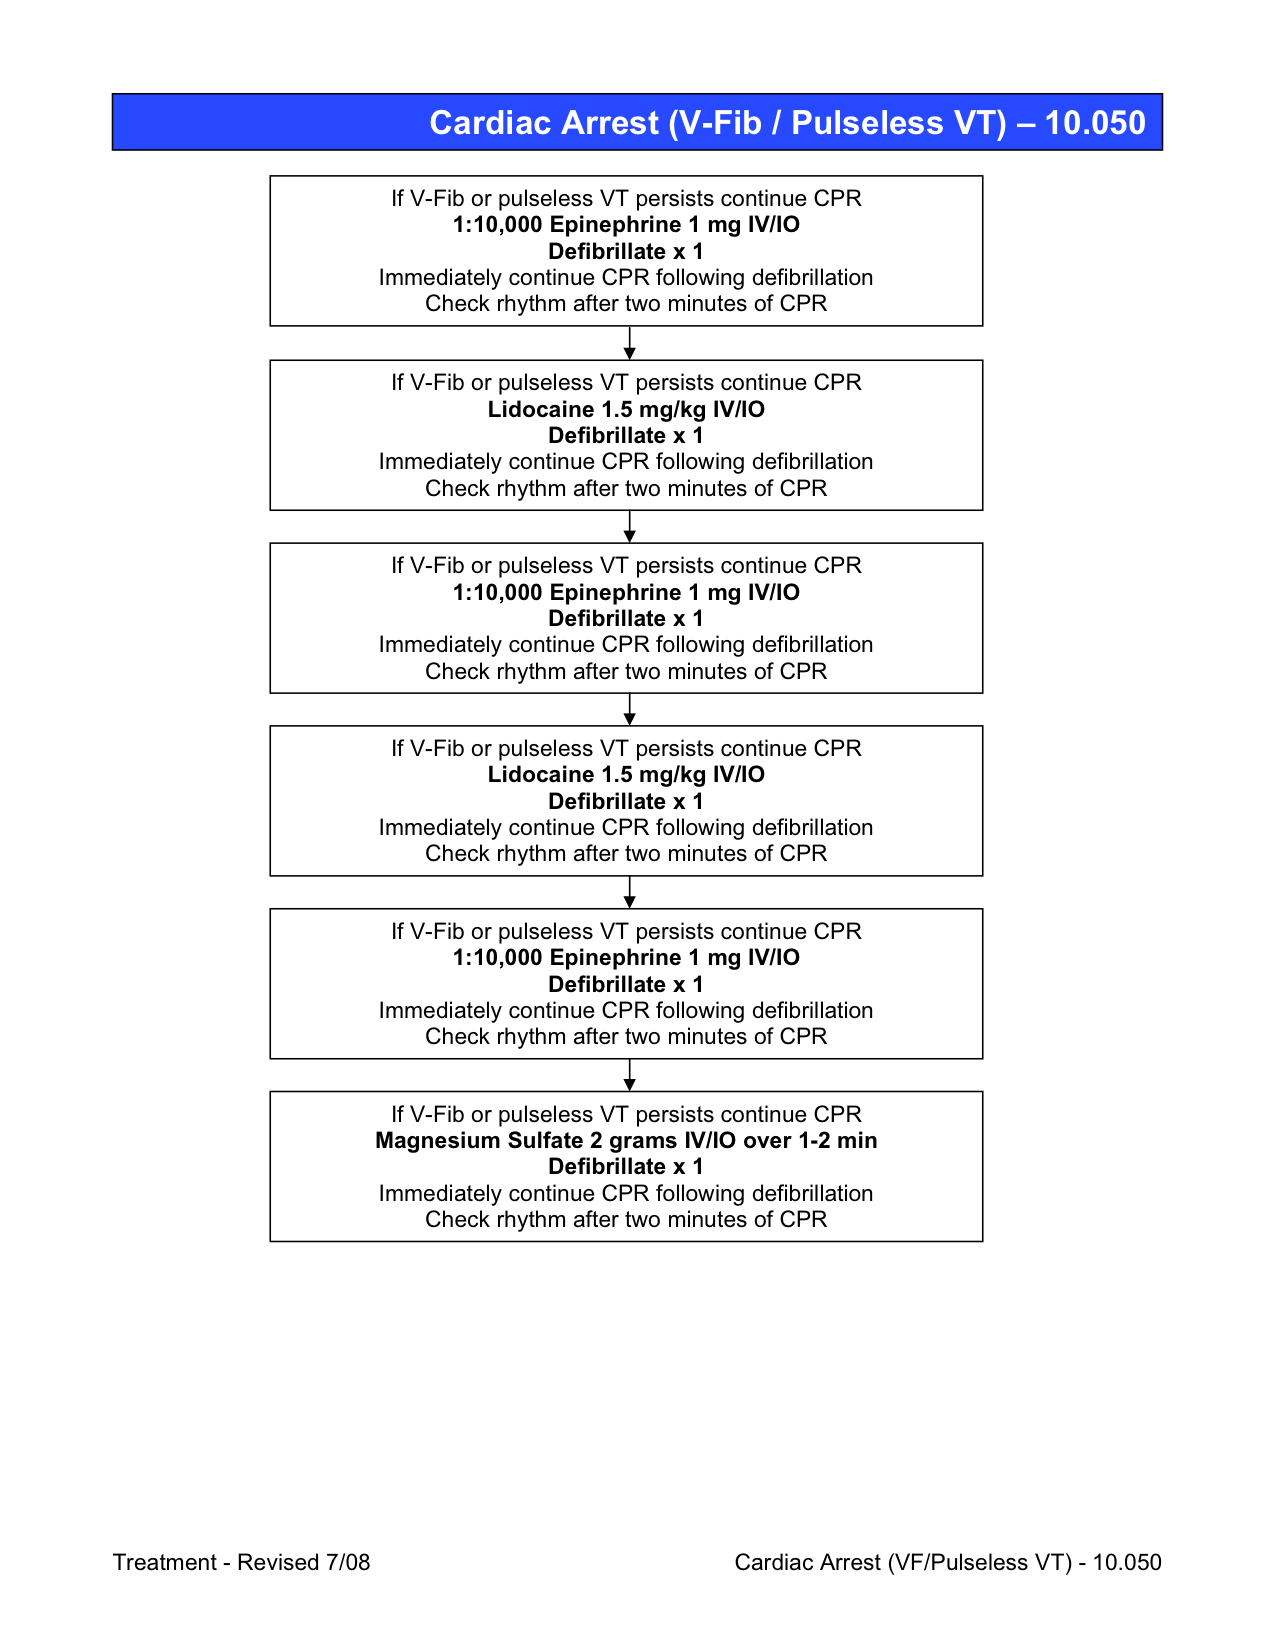 Cardiac Arrest (V-Fib / Pulseless VT) – 10.050
If V-Fib or pulseless VT persists continue CPR
1:10,000 Epinephrine 1 mg IV/IO
Defibrillate x 1
Immediately continue CPR following defibrillation
Check rhythm after two minutes of CPR
If V-Fib or pulseless VT persists continue CPR
Lidocaine 1.5 mg/kg IV/IO
Defibrillate x 1
Immediately continue CPR following defibrillation
Check rhythm after two minutes of CPR
If V-Fib or pulseless VT persists continue CPR
1:10,000 Epinephrine 1 mg IV/IO
Defibrillate x 1
Immediately continue CPR following defibrillation
Check rhythm after two minutes of CPR
If V-Fib or pulseless VT persists continue CPR
Lidocaine 1.5 mg/kg IV/IO
Defibrillate x 1
Immediately continue CPR following defibrillation
Check rhythm after two minutes of CPR
If V-Fib or pulseless VT persists continue CPR
1:10,000 Epinephrine 1 mg IV/IO
Defibrillate x 1
Immediately continue CPR following defibrillation
Check rhythm after two minutes of CPR
If V-Fib or pulseless VT persists continue CPR
Magnesium Sulfate 2 grams IV/IO over 1-2 min
Defibrillate x 1
Immediately continue CPR following defibrillation
Check rhythm after two minutes of CPR
Treatment - Revised 7/08
Cardiac Arrest (VF/Pulseless VT) - 10.050